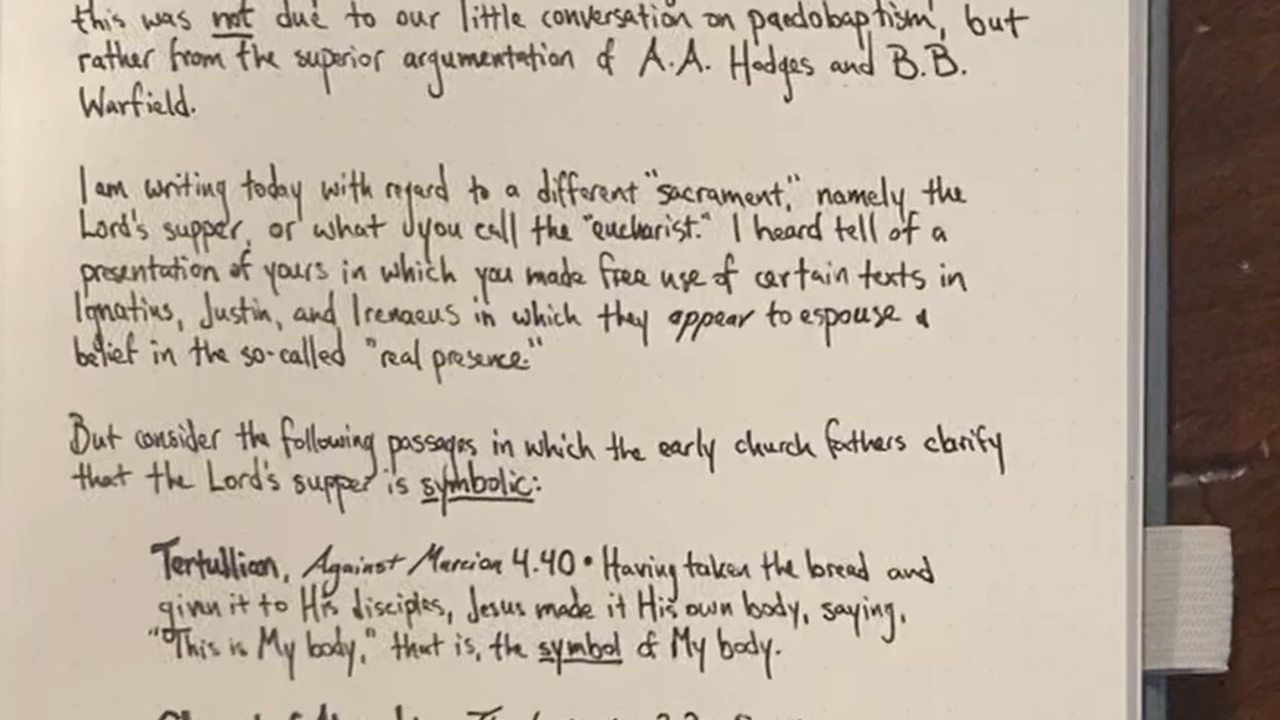 this was not due to our little conversation on paedobaptism, but
rather from the superior argumentation of A.A. Hodges and B.B.
Warfield.
I am writing today with regard to a different "sacrament," namely the
Lord's supper, or what you call the "eucharist." I heard tell of a
presentation of yours in which you made free use of certain texts in
Ignatius, Justin, and Irenaeus in which they appear to espouse a
belief in the so-called "real presence."
But consider the following passages in which the early church fathers clarify
that the Lord's supper is symbolic:
Tertullian, Against Marcion 4.40 • Having taken the bread and
given it to His disciples, Jesus made it His own body, saying,
"This is My body," that is, the symbol of My body.